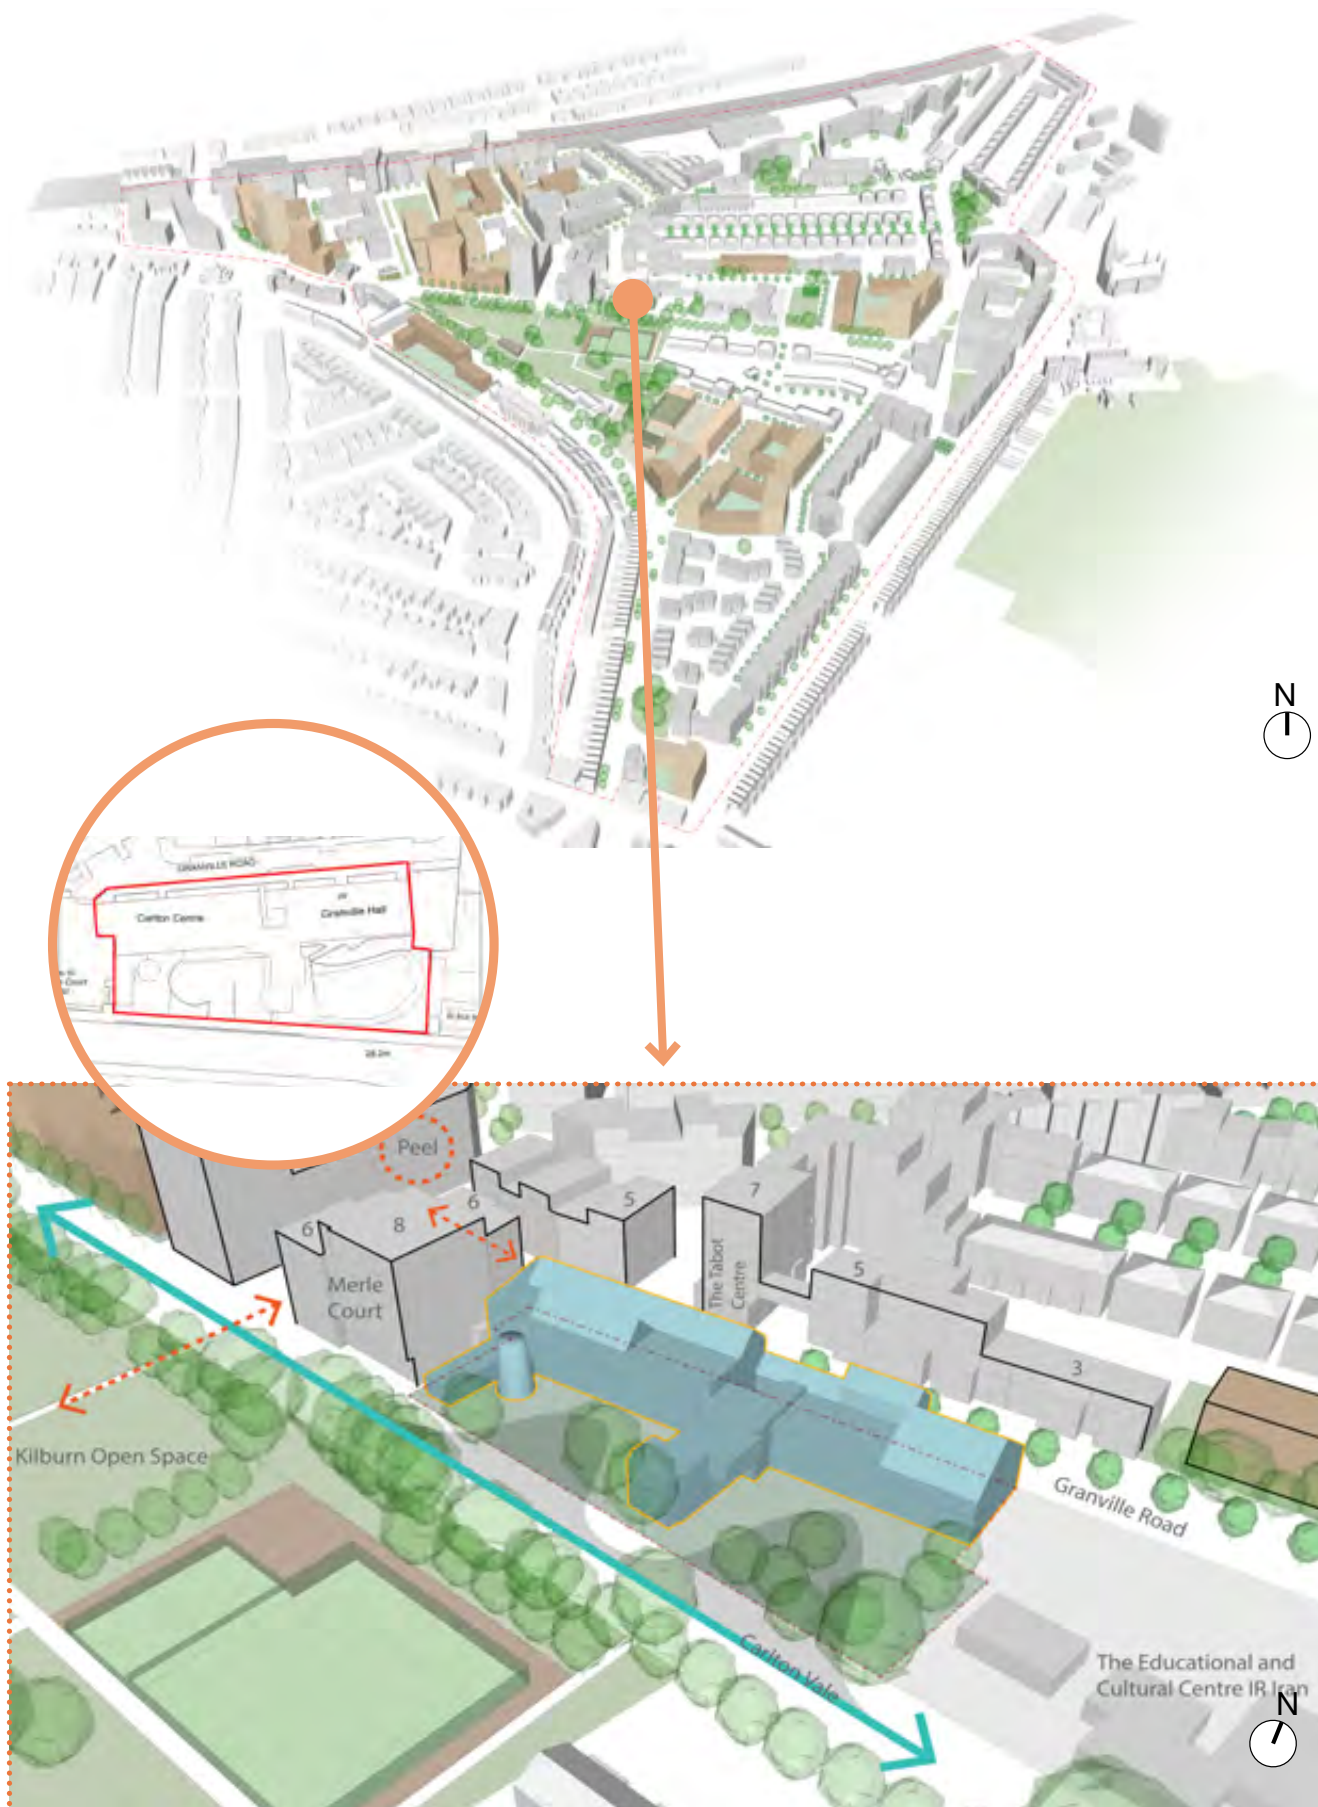 N
GRANVILLE ROAD
Carlton Centre
Granville Hall
Peel
6
8
6
5
7
Merle
Court
The Tabot
Centre
5
3
Kilburn Open Space
Granville Road
Carlton Vale
The Educational and
Cultural Centre IR Iran
N